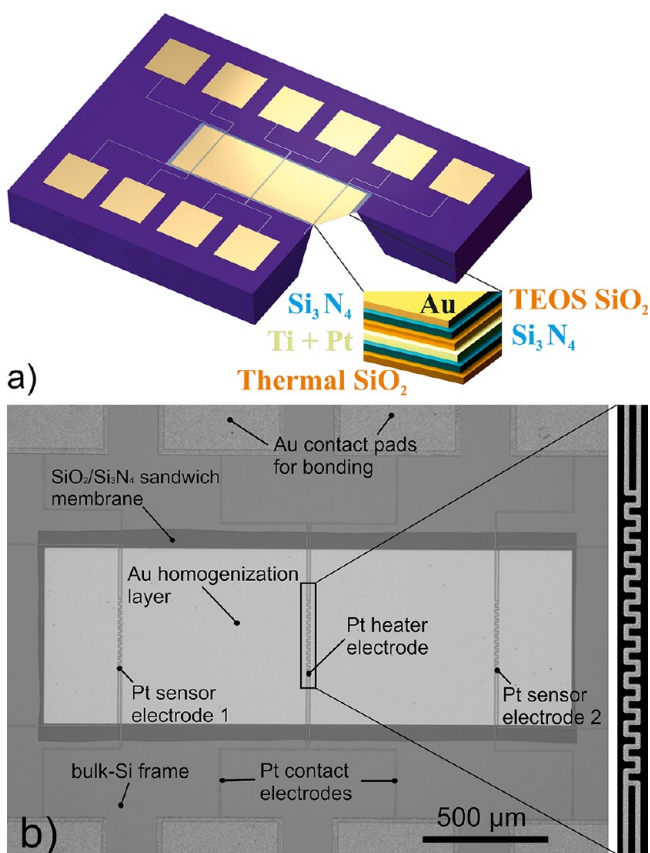 Si₃N₄
Au
TEOS SiO₂
Ti + Pt
Si₃N₄
Thermal SiO₂
a)
Au contact pads
for bonding
SiO₂/Si₃N₄ sandwich
membrane
Au homogenization
layer
Pt heater
electrode
Pt sensor
electrode 1
Pt sensor
electrode 2
bulk-Si frame
Pt contact
electrodes
500 µm
b)